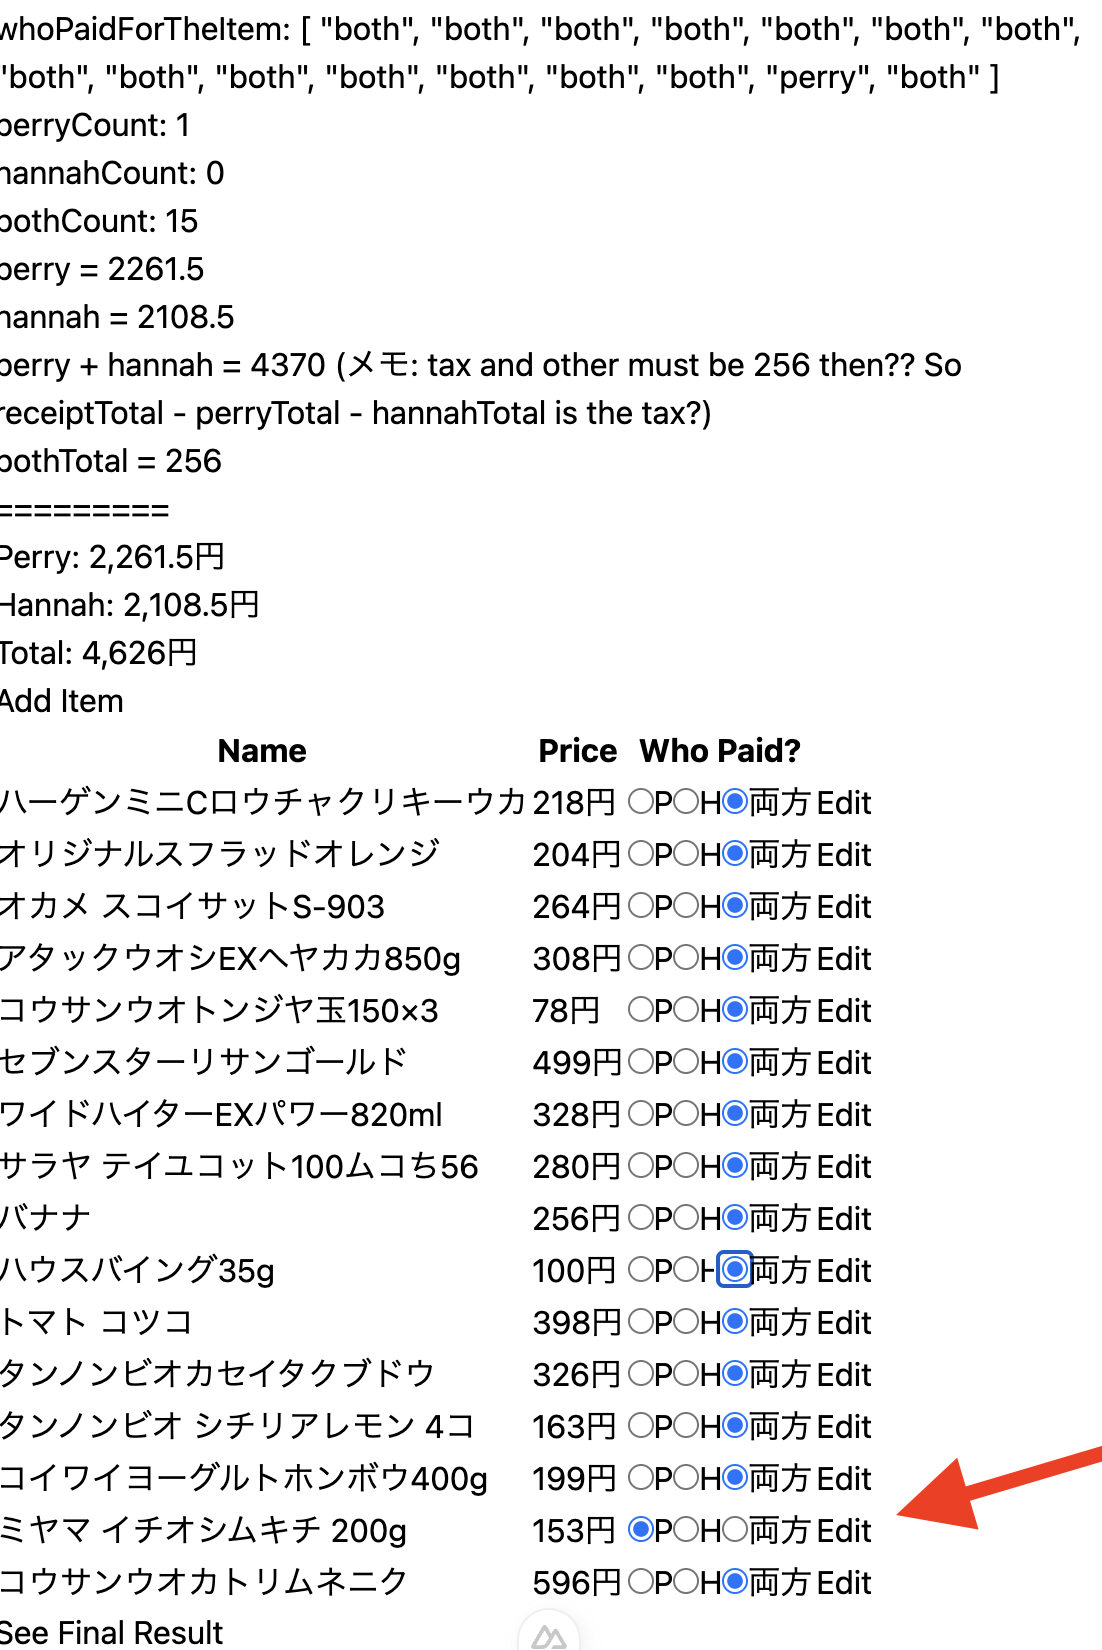 whoPaidForTheItem: [ "both", "both", "both", "both", "both", "both", "both",
"both", "both", "both", "both", "both", "both", "both", "perry", "both" ]
perryCount: 1
hannahCount: 0
bothCount: 15
perry = 2261.5
hannah = 2108.5
perry + hannah = 4370 (メモ: tax and other must be 256 then?? So
receiptTotal - perryTotal - hannahTotal is the tax?)
bothTotal = 256
=========
Perry: 2,261.5円
Hannah: 2,108.5円
Total: 4,626円
Add Item
Name Price Who Paid?
ハーゲンミニCロウチャクリキーウカ 218円 P H 両方 Edit
オリジナルスフラッドオレンジ 204円 P H 両方 Edit
オカメ スコイサットS-903 264円 P H 両方 Edit
アタックウオシEXヘヤカカ850g 308円 P H 両方 Edit
コウサンウオトンジヤ玉150×3 78円 P H 両方 Edit
セブンスターリサンゴールド 499円 P H 両方 Edit
ワイドハイターEXパワー820ml 328円 P H 両方 Edit
サラヤ テイユコット100ムコち56 280円 P H 両方 Edit
バナナ 256円 P H 両方 Edit
ハウスバイング35g 100円 P H 両方 Edit
トマト コツコ 398円 P H 両方 Edit
タンノンビオカセイタクブドウ 326円 P H 両方 Edit
タンノンビオ シチリアレモン 4コ 163円 P H 両方 Edit
コイワイヨーグルトホンボウ400g 199円 P H 両方 Edit
ミヤマ イチオシムキチ 200g 153円 P H 両方 Edit
コウサンウオカトリムネニク 596円 P H 両方 Edit
See Final Result